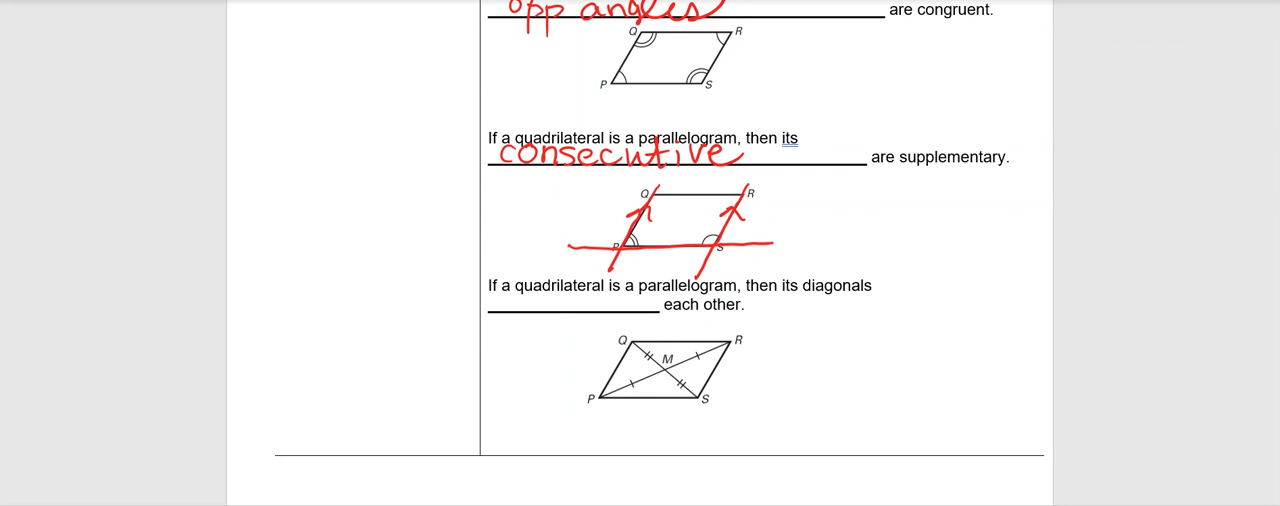 opp angles are congruent.
Q R
P S
If a quadrilateral is a parallelogram, then its
consecutive are supplementary.
Q R
P S
If a quadrilateral is a parallelogram, then its diagonals
each other.
Q R
M
P S